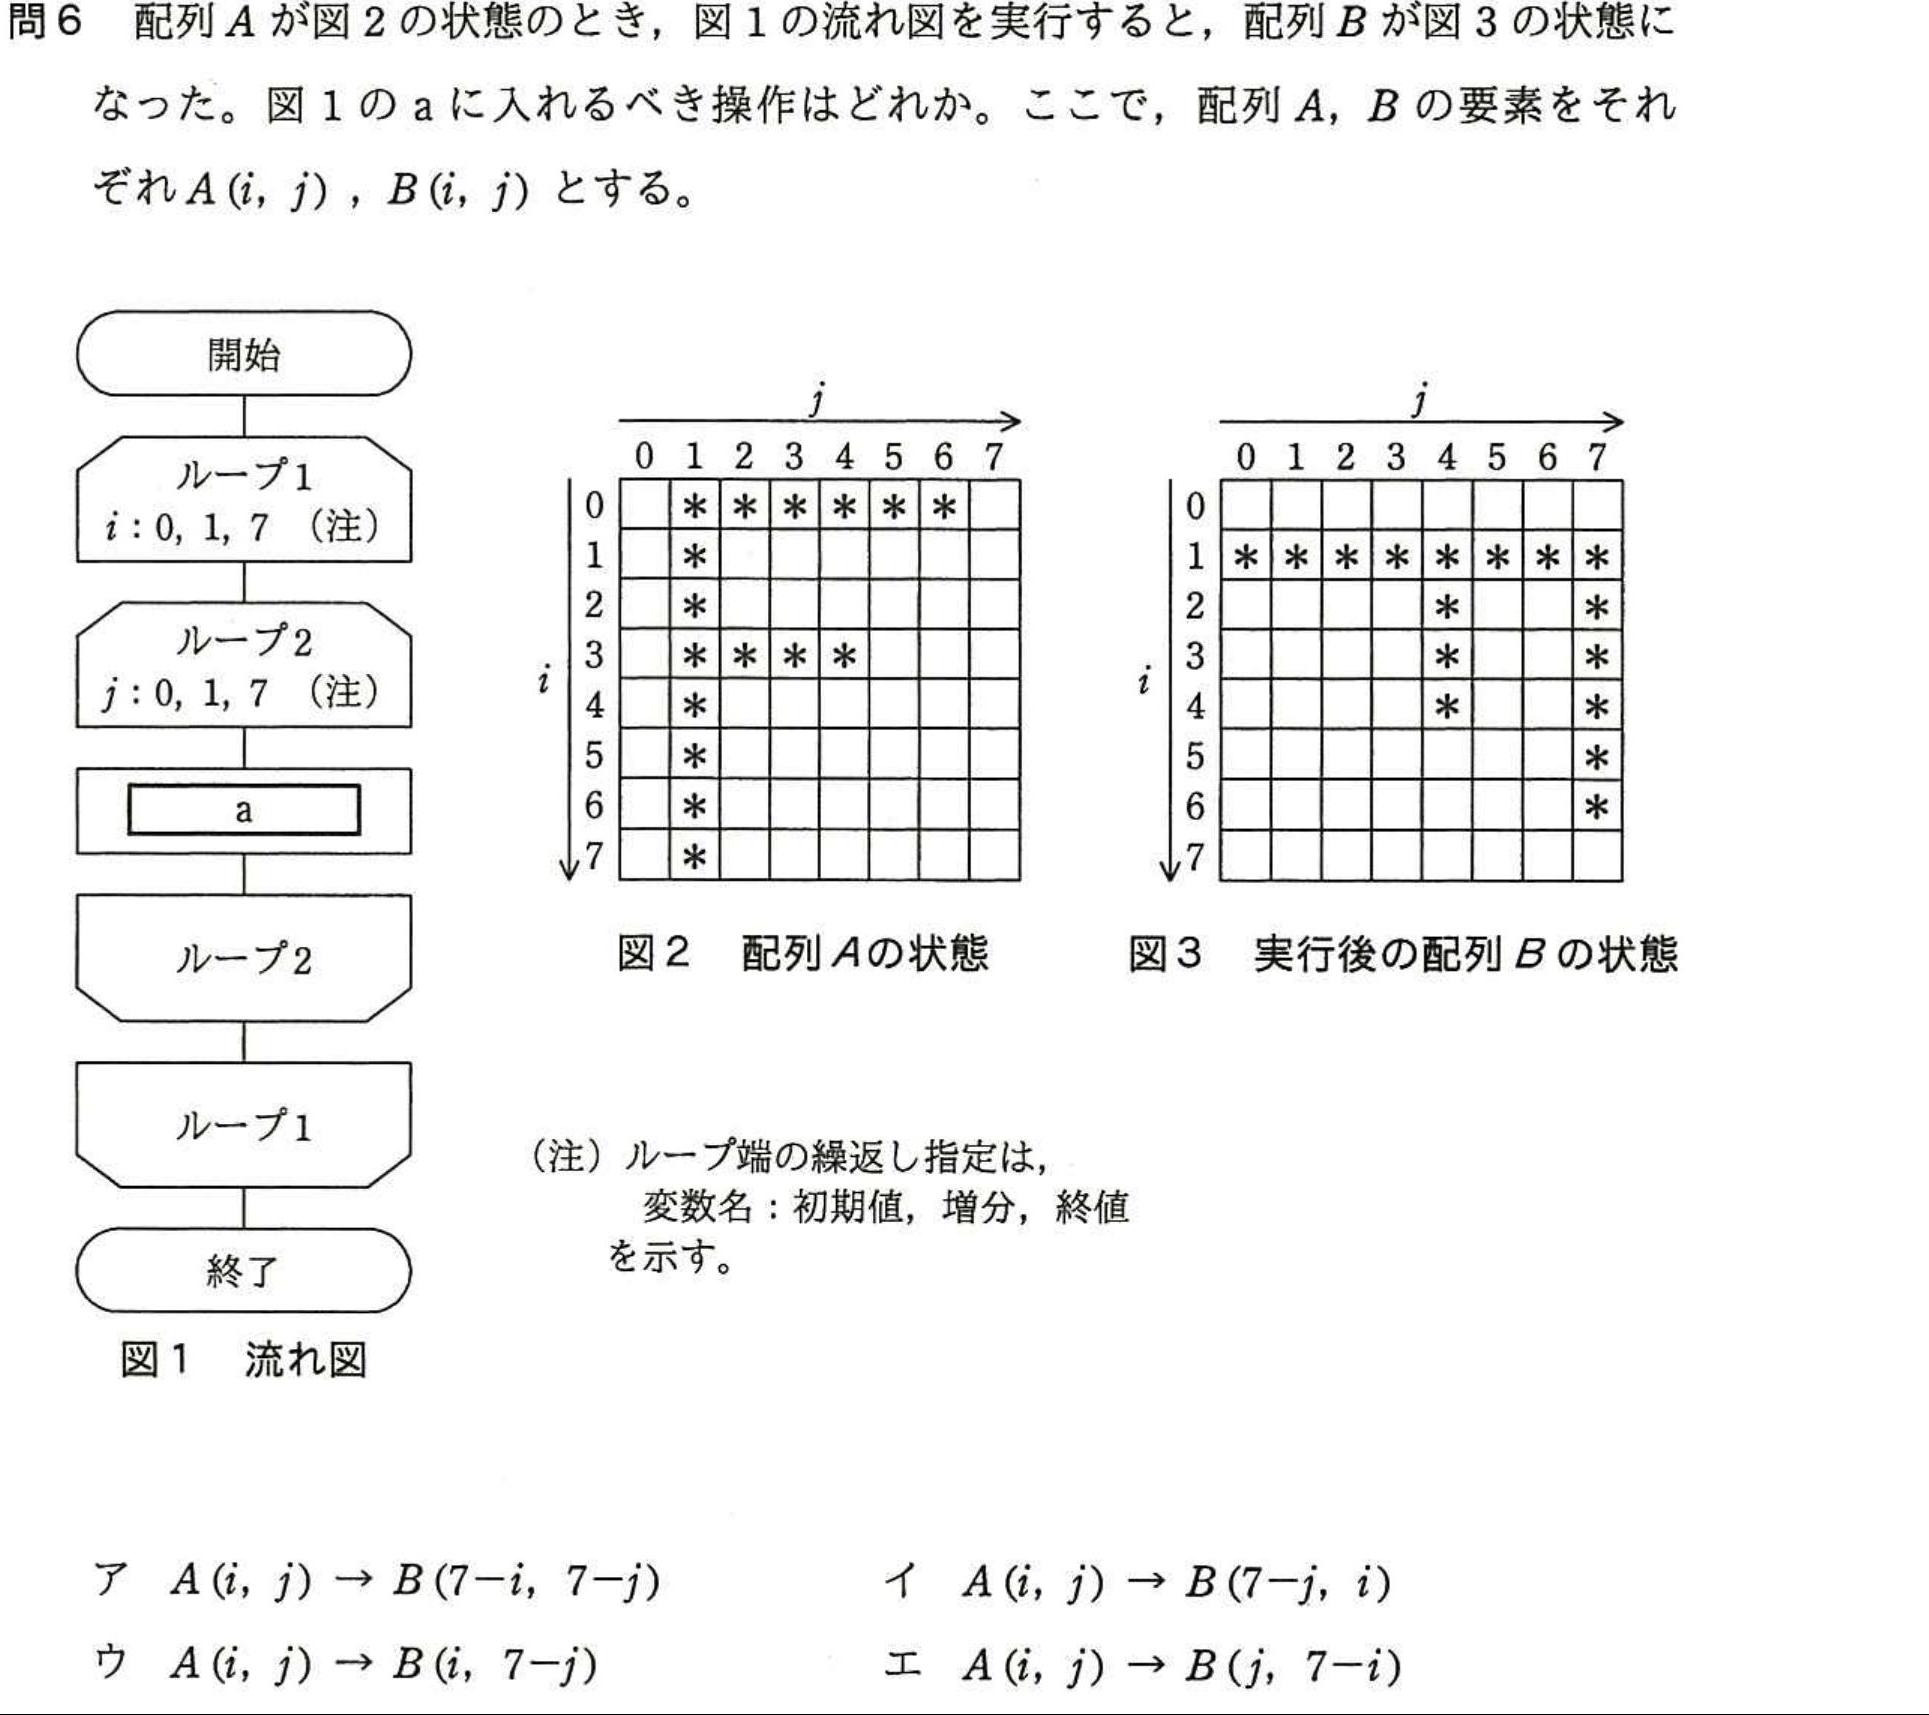 問6 配列Aが図2の状態のとき，図1の流れ図を実行すると，配列Bが図3の状態に
なった。図1のaに入れるべき操作はどれか。ここで，配列A，Bの要素をそれ
ぞれA(i, j)，B(i, j)とする。
開始
ループ1
i：0, 1, 7 （注）
ループ2
j：0, 1, 7 （注）
a
ループ2
ループ1
終了
図1 流れ図
j
0 1 2 3 4 5 6 7
i
0 * * * * * *
1 *
2 *
3 * * * *
4 *
5 *
6 *
7 *
図2 配列Aの状態
j
0 1 2 3 4 5 6 7
i
0
1 * * * * * * * *
2 * *
3 * *
4 * *
5 *
6 *
7
図3 実行後の配列Bの状態
（注）ループ端の繰返し指定は，
変数名：初期値，増分，終値
を示す。
ア A(i, j) → B(7−i, 7−j)
イ A(i, j) → B(7−j, i)
ウ A(i, j) → B(i, 7−j)
エ A(i, j) → B(j, 7−i)